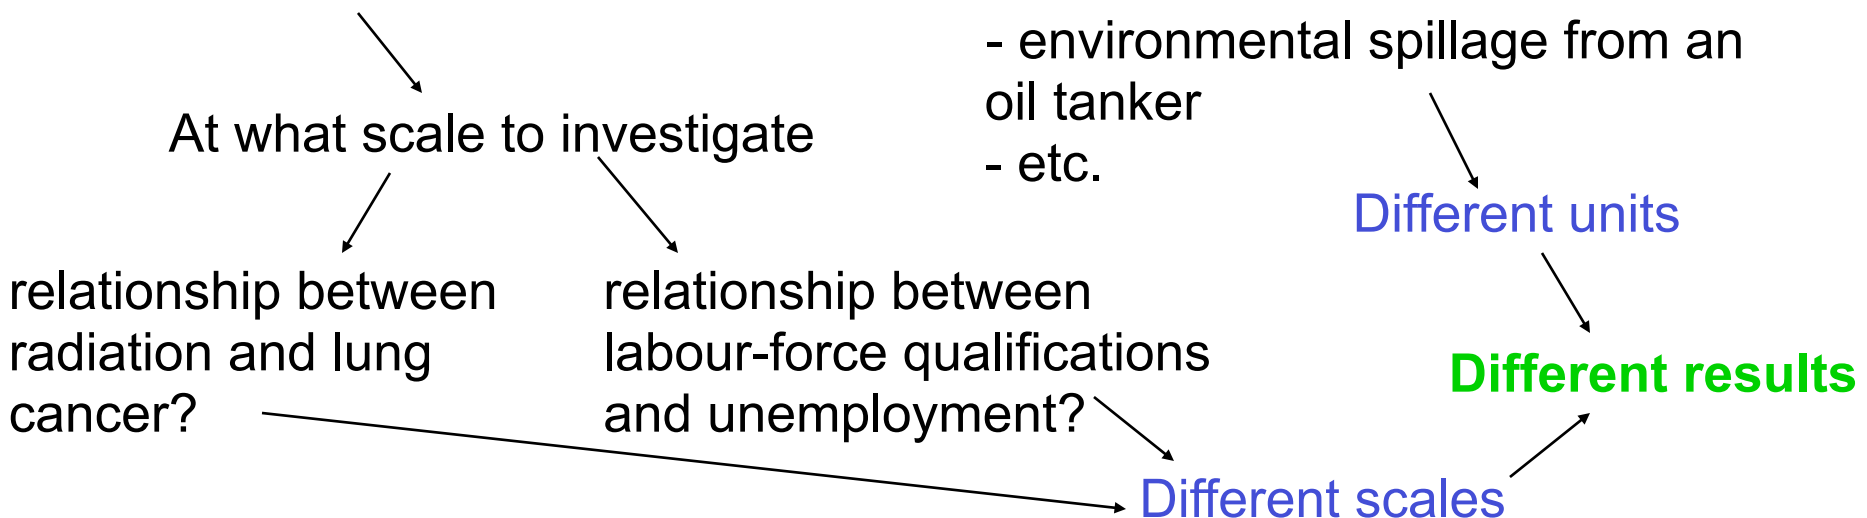 - environmental spillage from an
oil tanker
- etc.
At what scale to investigate
Different units
relationship between
radiation and lung
cancer?
relationship between
labour-force qualifications
and unemployment?
Different results
Different scales